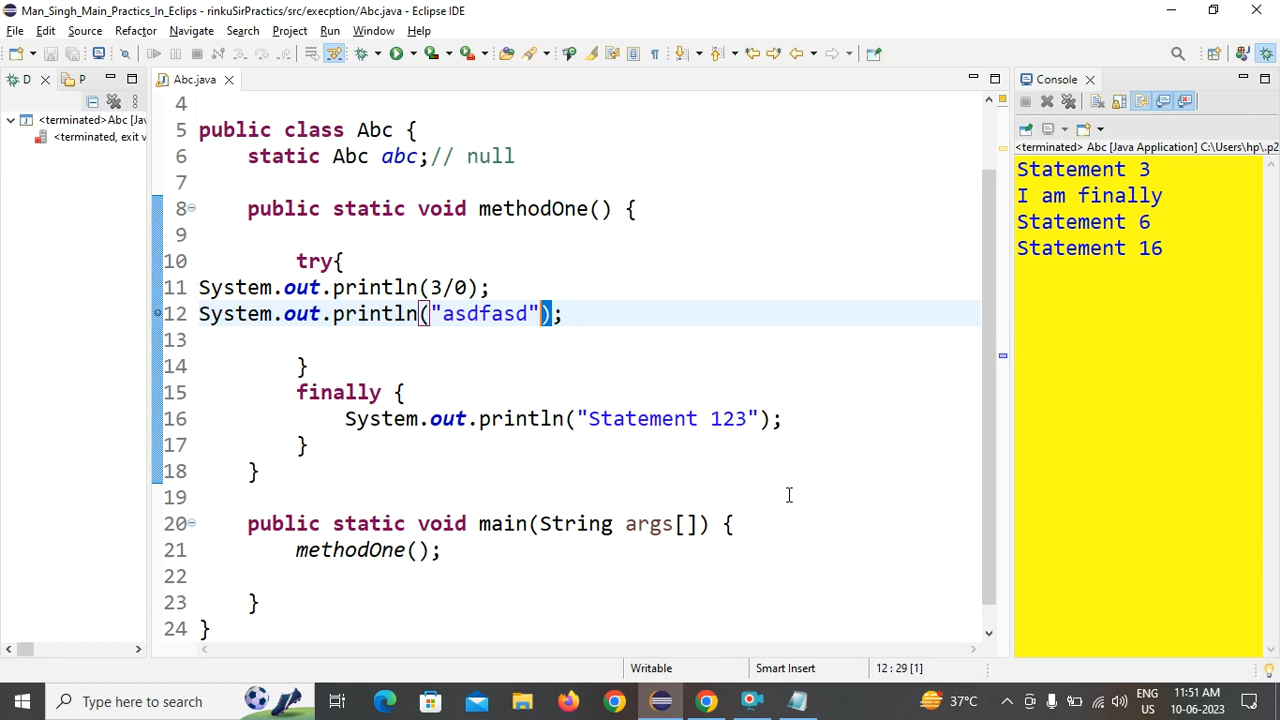 Man_Singh_Main_Practics_In_Eclips - rinkuSirPractics/src/execption/Abc.java - Eclipse IDE
File Edit Source Refactor Navigate Search Project Run Window Help
D P Abc.java Console
<terminated>Abc [Jav
<terminated, exit v
<terminated> Abc [Java Application] C:\Users\hp\.p2
4
5 public class Abc {
6 static Abc abc;// null
7
8 public static void methodOne() {
9
10 try{
11 System.out.println(3/0);
12 System.out.println("asdfasd");
13
14 }
15 finally {
16 System.out.println("Statement 123");
17 }
18 }
19
20 public static void main(String args[]) {
21 methodOne();
22
23 }
24 }
Statement 3
I am finally
Statement 6
Statement 16
Writable Smart Insert 12 : 29 [1]
Type here to search 37°C ENG US 11:51 AM 10-06-2023